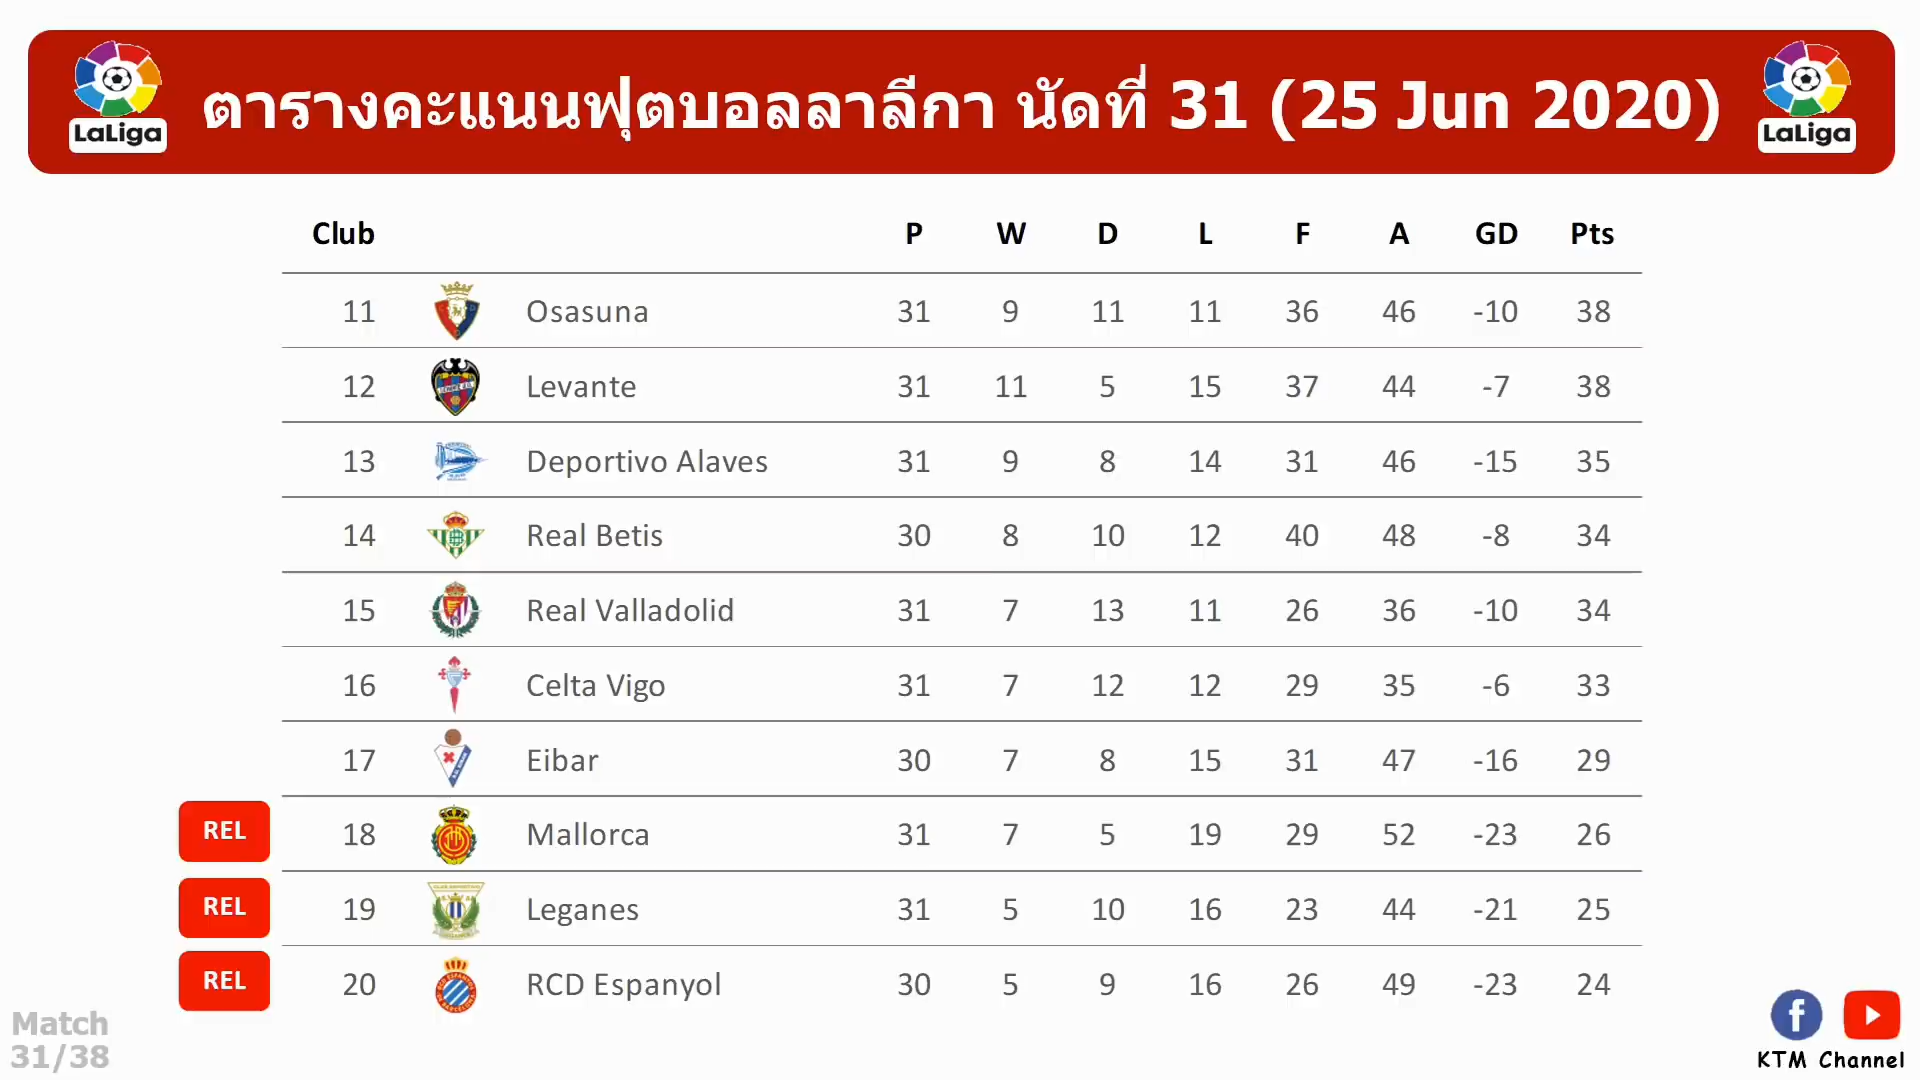 LaLiga
ตารางคะแนนฟุตบอลลาลีกา นัดที่ 31 (25 Jun 2020)
LaLiga
Club P W D L F A GD Pts
11 Osasuna 31 9 11 11 36 46 -10 38
12 Levante 31 11 5 15 37 44 -7 38
13 Deportivo Alaves 31 9 8 14 31 46 -15 35
14 Real Betis 30 8 10 12 40 48 -8 34
15 Real Valladolid 31 7 13 11 26 36 -10 34
16 Celta Vigo 31 7 12 12 29 35 -6 33
17 Eibar 30 7 8 15 31 47 -16 29
REL 18 Mallorca 31 7 5 19 29 52 -23 26
REL 19 Leganes 31 5 10 16 23 44 -21 25
REL 20 RCD Espanyol 30 5 9 16 26 49 -23 24
Match
31/38
KTM Channel